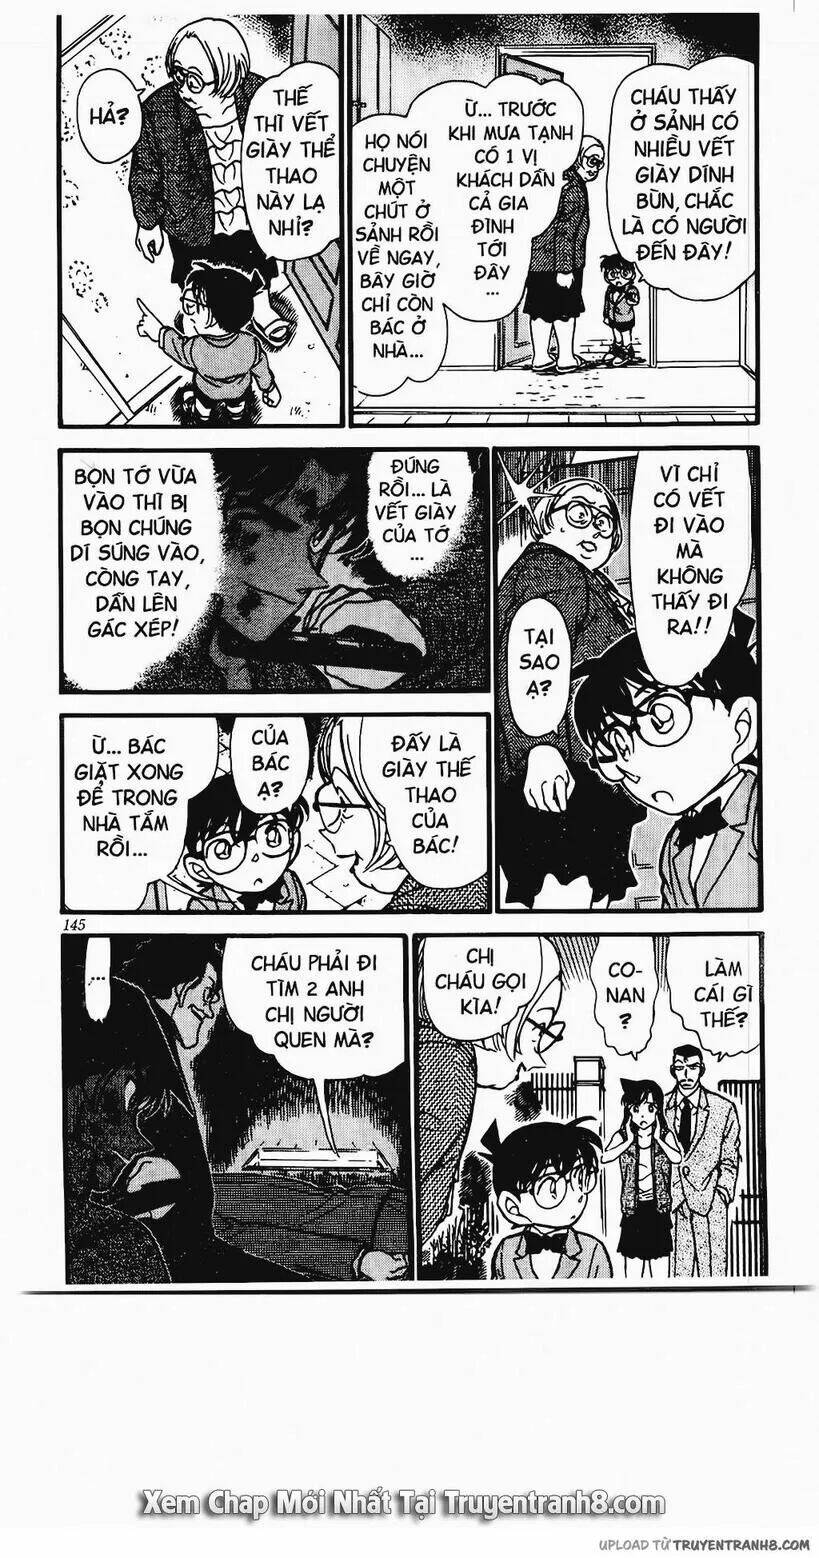 CHÁU THẤY
Ở SẢNH CÓ
NHIỀU VẾT
GIÀY DÍNH
BÙN, CHẮC
LÀ CÓ NGƯỜI
ĐẾN ĐÂY!
Ừ... TRƯỚC
KHI MƯA TẠNH
CÓ 1 VỊ
KHÁCH DẪN
CẢ GIA
ĐÌNH
TỚI
ĐÂY
...
HỌ NÓI
CHUYỆN
MỘT
CHÚT Ở
SẢNH RỒI
VỀ NGAY,
BÂY GIỜ
CHỈ CÒN
BÁC Ở
NHÀ...
THẾ
THÌ VẾT
GIÀY THỂ
THAO
NÀY LẠ
NHỈ?
HẢ?
VÌ CHỈ
CÓ VẾT
ĐI VÀO
MÀ
KHÔNG
THẤY ĐI
RA!!
TẠI
SAO
Ạ?
ĐÚNG
RỒI... LÀ
VẾT GIÀY
CỦA TỚ
...
BỌN TỚ VỪA
VÀO THÌ BỊ
BỌN CHÚNG
DÍ SÚNG VÀO,
CÒNG TAY,
DẪN LÊN
GÁC XÉP!
ĐẤY LÀ
GIÀY THỂ
THAO
CỦA
BÁC!
CỦA
BÁC
Ạ?
Ừ... BÁC
GIẶT XONG
ĐỂ TRONG
NHÀ TẮM
RỒI...
145
LÀM
CÁI GÌ
THẾ?
CO-
NAN
?
CHỊ
CHÁU GỌI
KÌA!
CHÁU PHẢI ĐI
TÌM 2 ANH
CHỊ NGƯỜI
QUEN MÀ?
...
Xem Chap Mới Nhất Tại Truyentranh8.com
UPLOAD TỪ TRUYENTRANH8.COM